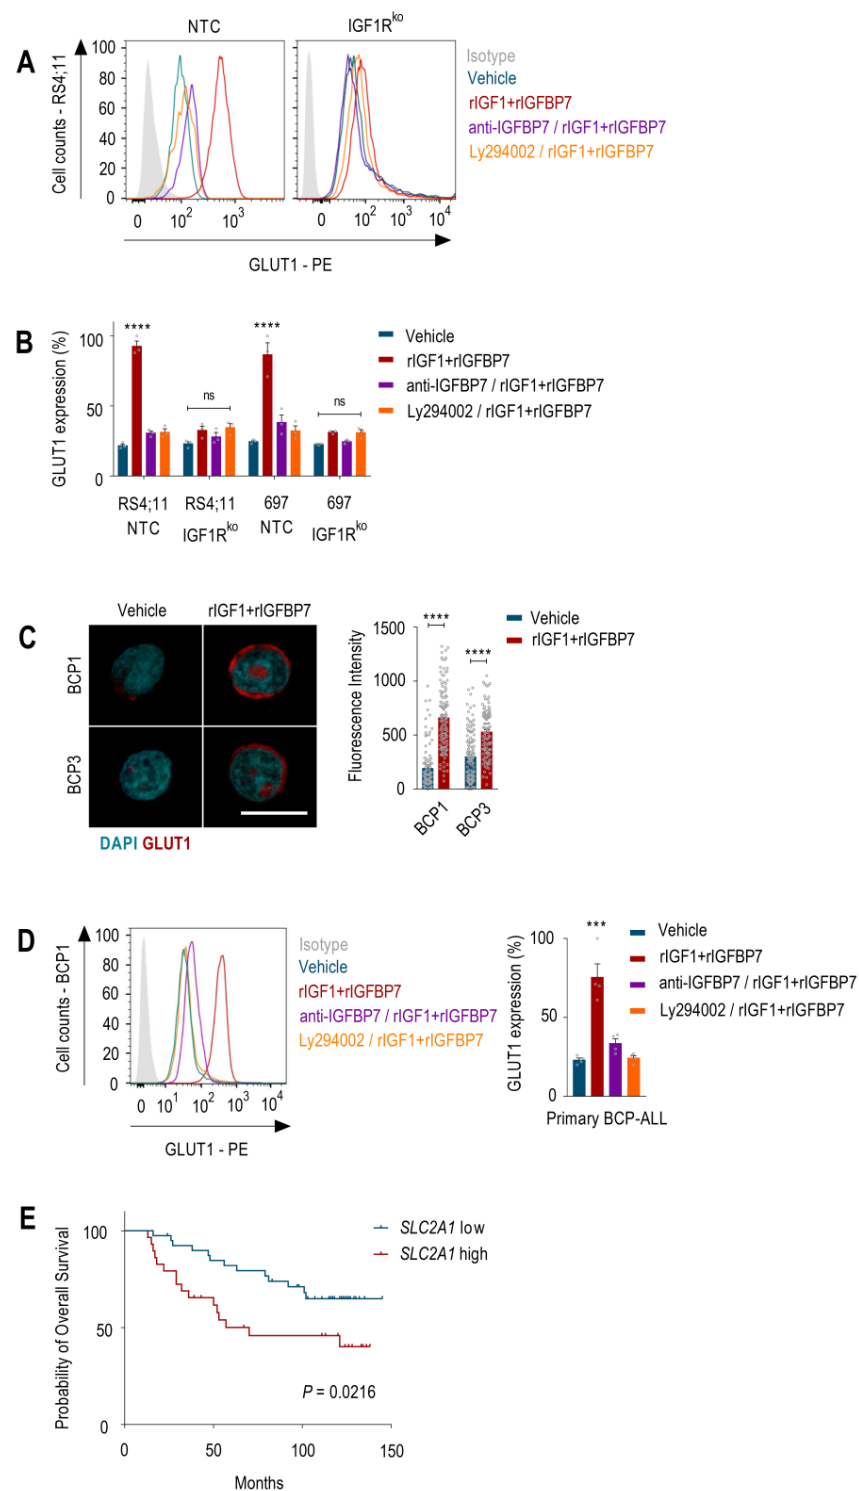 A
NTC
IGF1Rko
Cell counts - RS4;11
100
80
60
40
20
0
0
10²
10³
0
10²
10³
10⁴
GLUT1 - PE
Isotype
Vehicle
rIGF1+rIGFBP7
anti-IGFBP7 / rIGF1+rIGFBP7
Ly294002 / rIGF1+rIGFBP7
B
GLUT1 expression (%)
100
50
0
****
ns
****
ns
RS4;11
NTC
RS4;11
IGF1Rko
697
NTC
697
IGF1Rko
Vehicle
rIGF1+rIGFBP7
anti-IGFBP7 / rIGF1+rIGFBP7
Ly294002 / rIGF1+rIGFBP7
C
Vehicle
rIGF1+rIGFBP7
BCP1
BCP3
DAPI GLUT1
Fluorescence Intensity
1500
1000
500
0
****
****
BCP1
BCP3
Vehicle
rIGF1+rIGFBP7
D
Cell counts - BCP1
100
80
60
40
20
0
0
10¹
10²
10³
10⁴
GLUT1 - PE
Isotype
Vehicle
rIGF1+rIGFBP7
anti-IGFBP7 / rIGF1+rIGFBP7
Ly294002 / rIGF1+rIGFBP7
GLUT1 expression (%)
100
50
0
***
Primary BCP-ALL
Vehicle
rIGF1+rIGFBP7
anti-IGFBP7 / rIGF1+rIGFBP7
Ly294002 / rIGF1+rIGFBP7
E
Probability of Overall Survival
100
50
0
0
50
100
150
Months
SLC2A1 low
SLC2A1 high
P = 0.0216